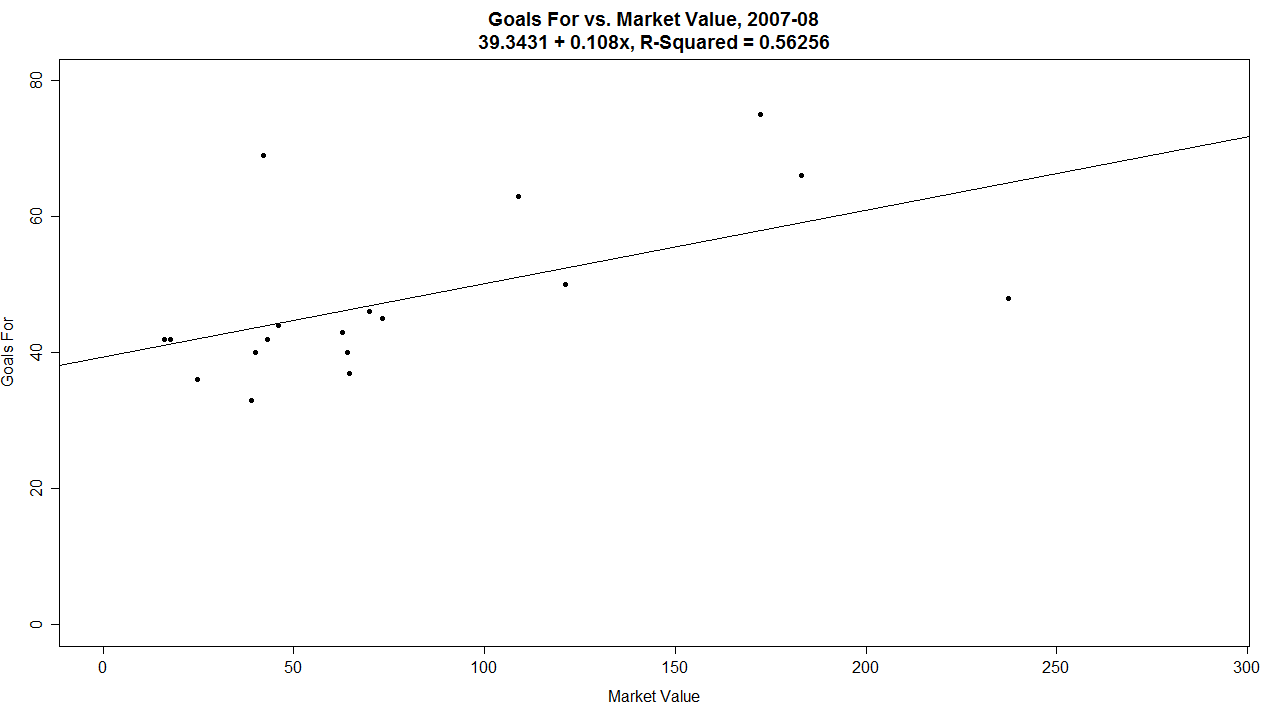 Goals For vs. Market Value, 2007-08
39.3431 + 0.108x, R-Squared = 0.56256
80
60
40
20
0
Goals For
0 50 100 150 200 250 300
Market Value